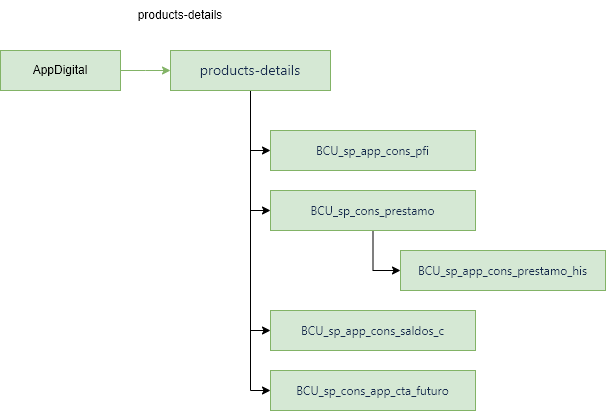 products-details
AppDigital
products-details
BCU_sp_app_cons_pfi
BCU_sp_cons_prestamo
BCU_sp_app_cons_prestamo_his
BCU_sp_app_cons_saldos_c
BCU_sp_cons_app_cta_futuro